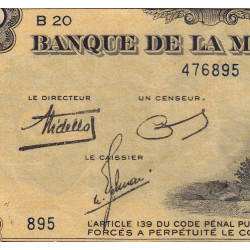 B 20
BANQUE DE LA M
476895
LE DIRECTEUR UN CENSEUR.
LE CAISSIER
895
L'ARTICLE 139 DU CODE PÉNAL PU
FORCÉS A PERPÉTUITÉ LE CO